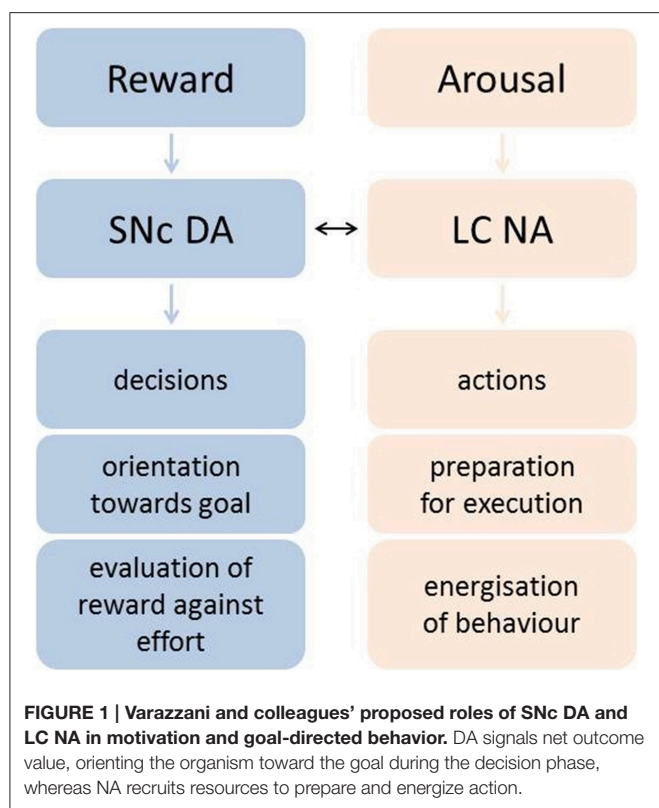 Reward
Arousal
SNc DA
LC NA
decisions
actions
orientation
towards goal
preparation
for execution
evaluation of
reward against
effort
energisation
of behaviour
FIGURE 1 | Varazzani and colleagues’ proposed roles of SNc DA and
LC NA in motivation and goal-directed behavior. DA signals net outcome
value, orienting the organism toward the goal during the decision phase,
whereas NA recruits resources to prepare and energize action.